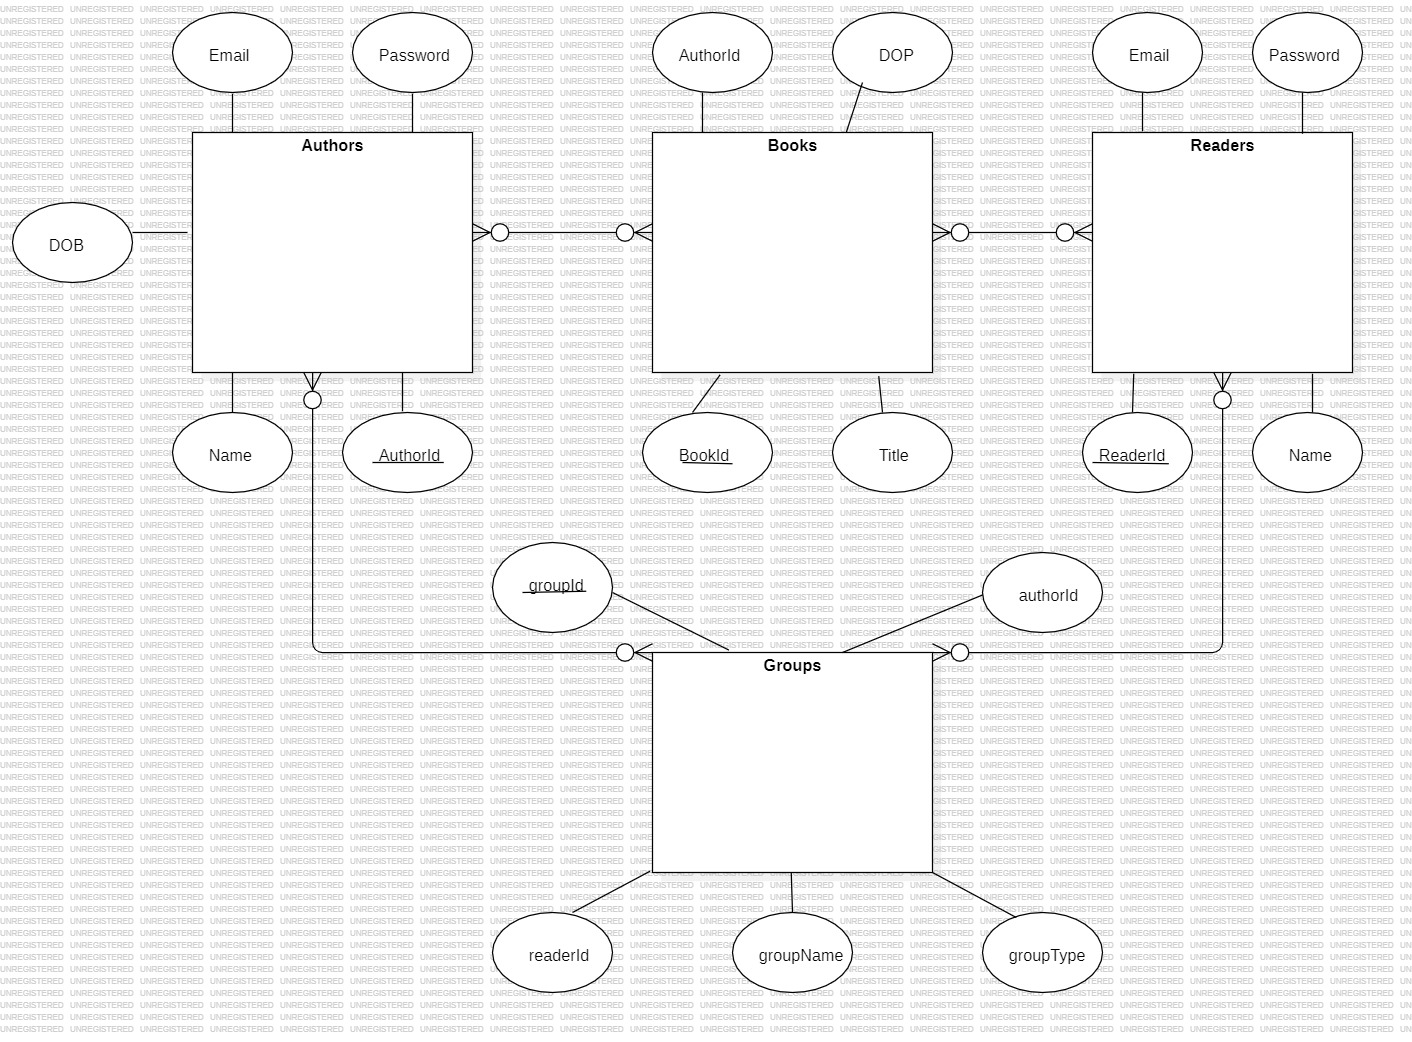 Email
Password
AuthorId
DOP
Email
Password
Authors
Books
Readers
DOB
Name
AuthorId
BookId
Title
ReaderId
Name
groupId
authorId
Groups
readerId
groupName
groupType
UNREGISTERED